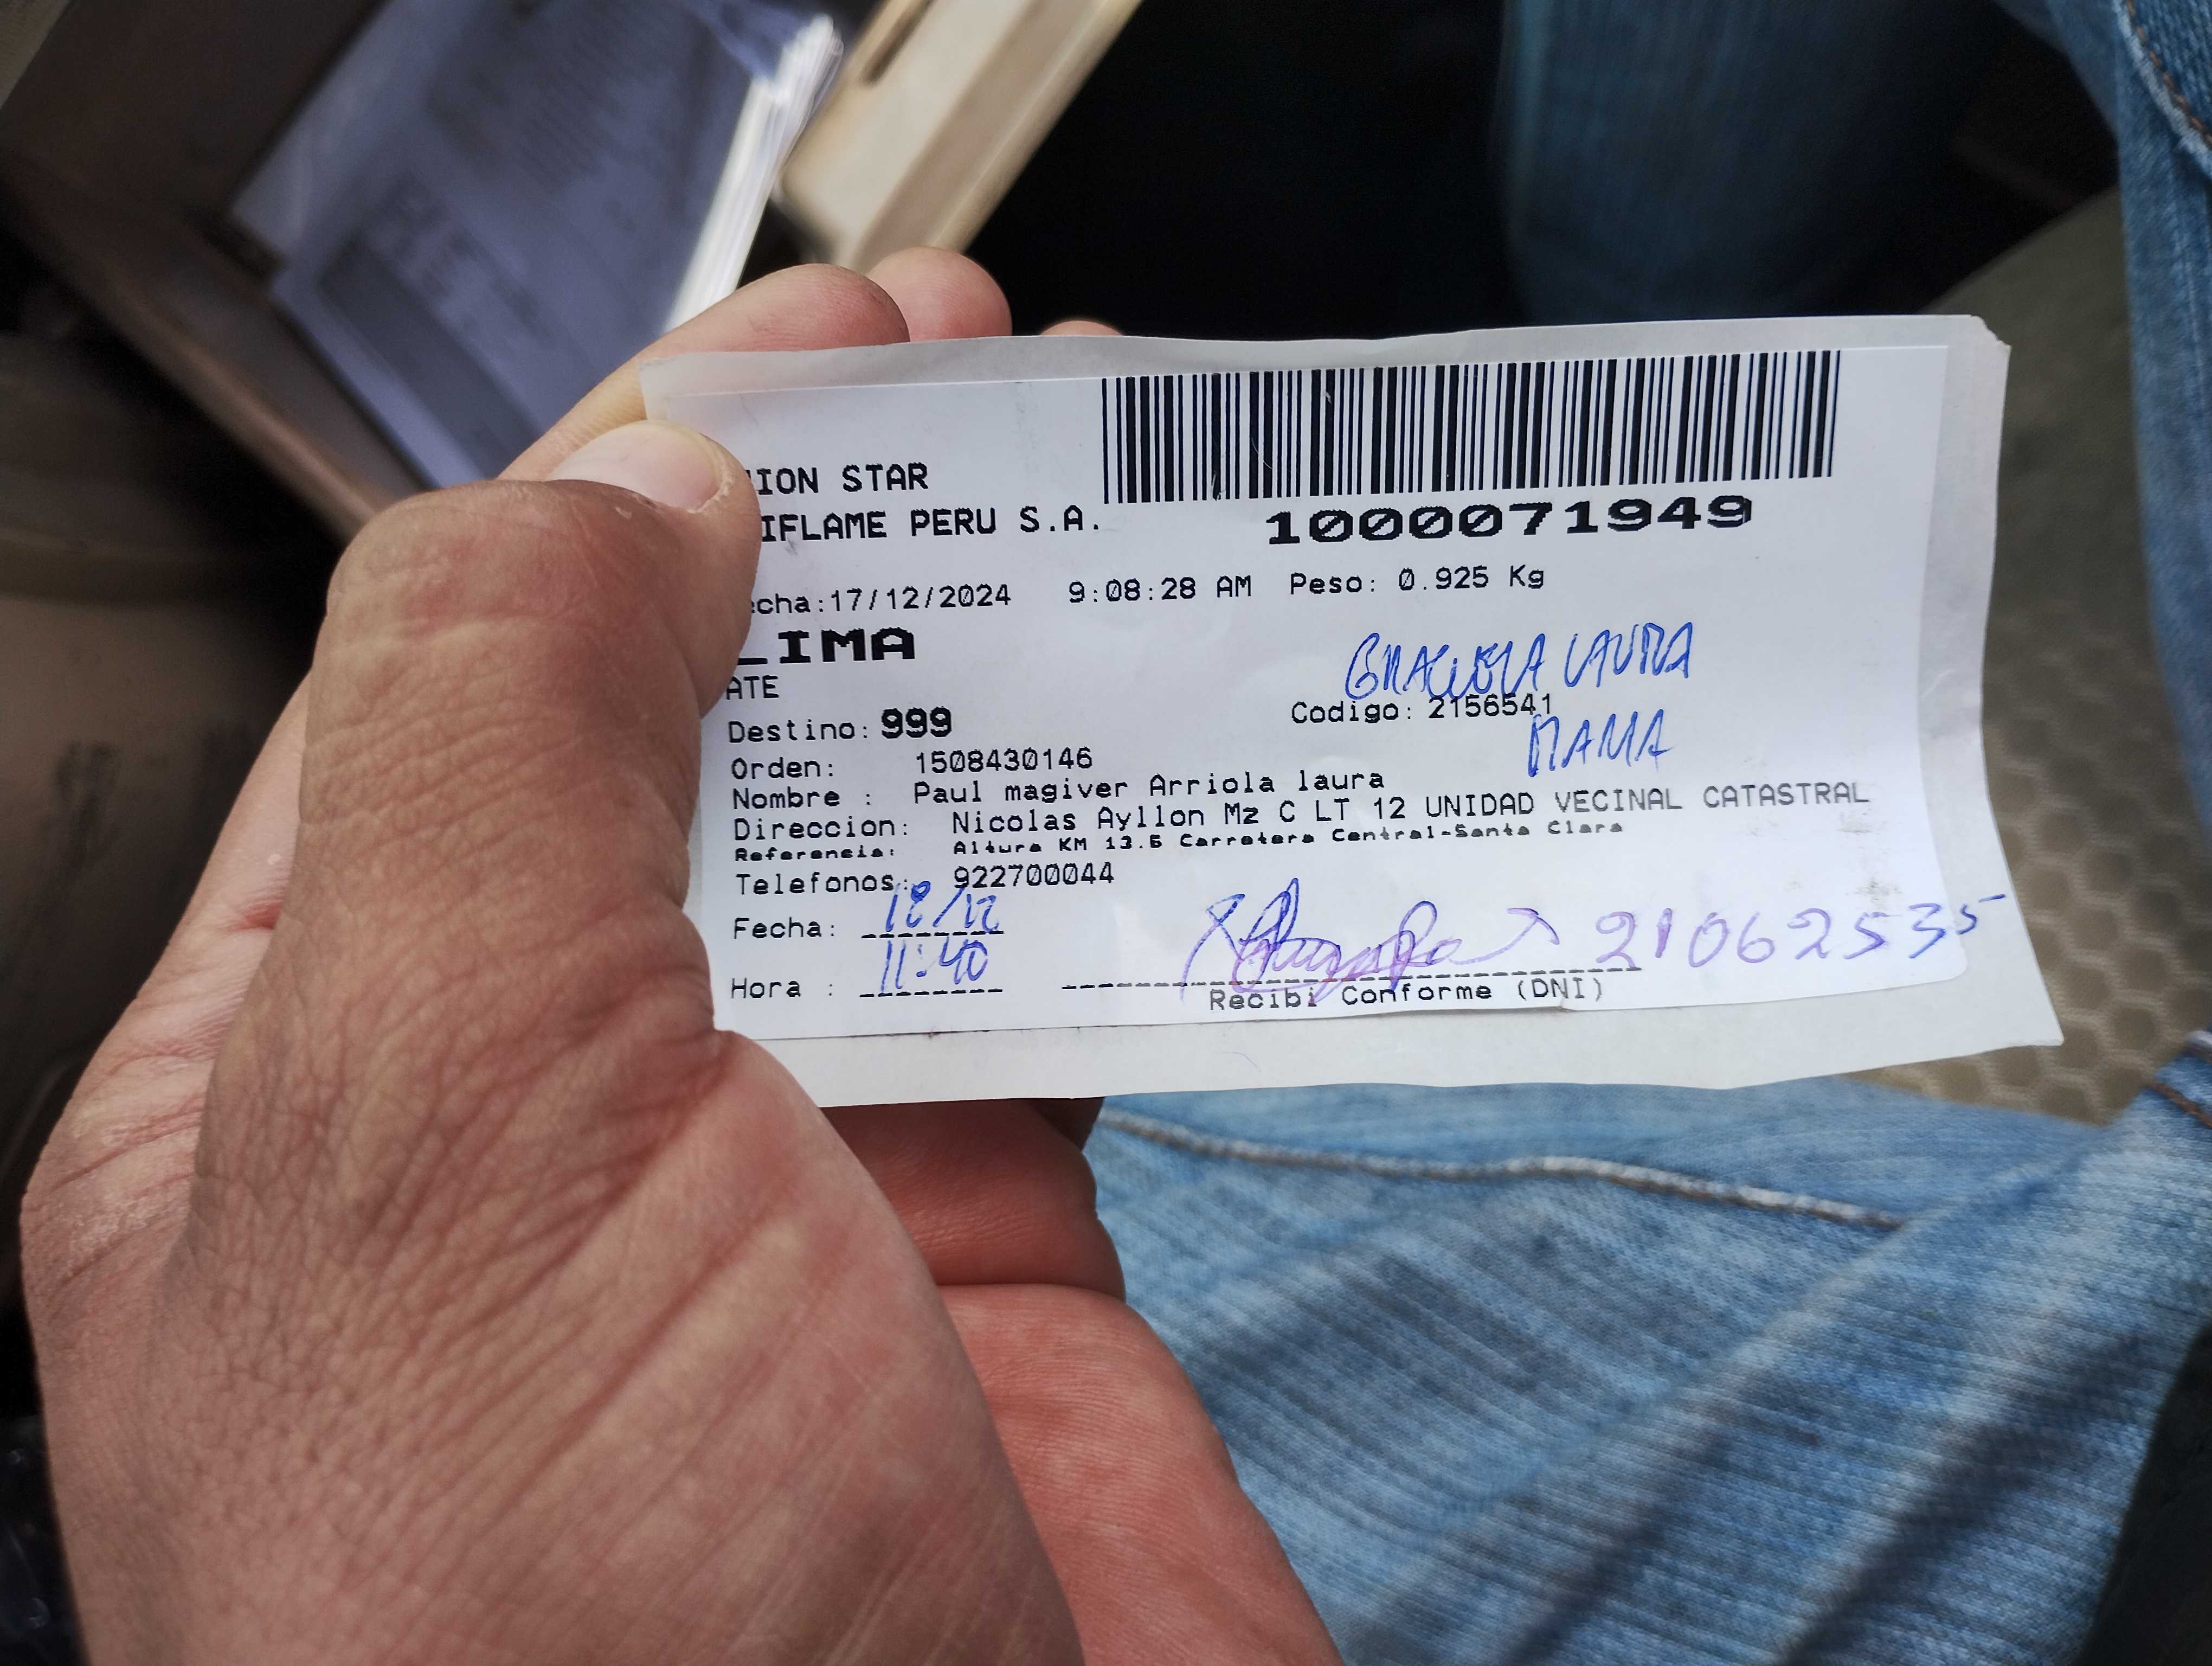 ION STAR
IFLAME PERU S.A.
1000071949
cha:17/12/2024 9:08:28 AM Peso: 0.925 Kg
LIMA
GRACIELA LAURA
ATE
Destino: 999
Codigo: 2156541
MAMA
Orden: 1508430146
Nombre : Paul magiver Arriola laura
Direccion: Nicolas Ayllon Mz C LT 12 UNIDAD VECINAL CATASTRAL
Referencia: Altura KM 13.5 Carretera Central-Santa Clara
Telefonos: 922700044
Fecha: 18/12
21062535
Hora : 11:40
Recibi Conforme (DNI)